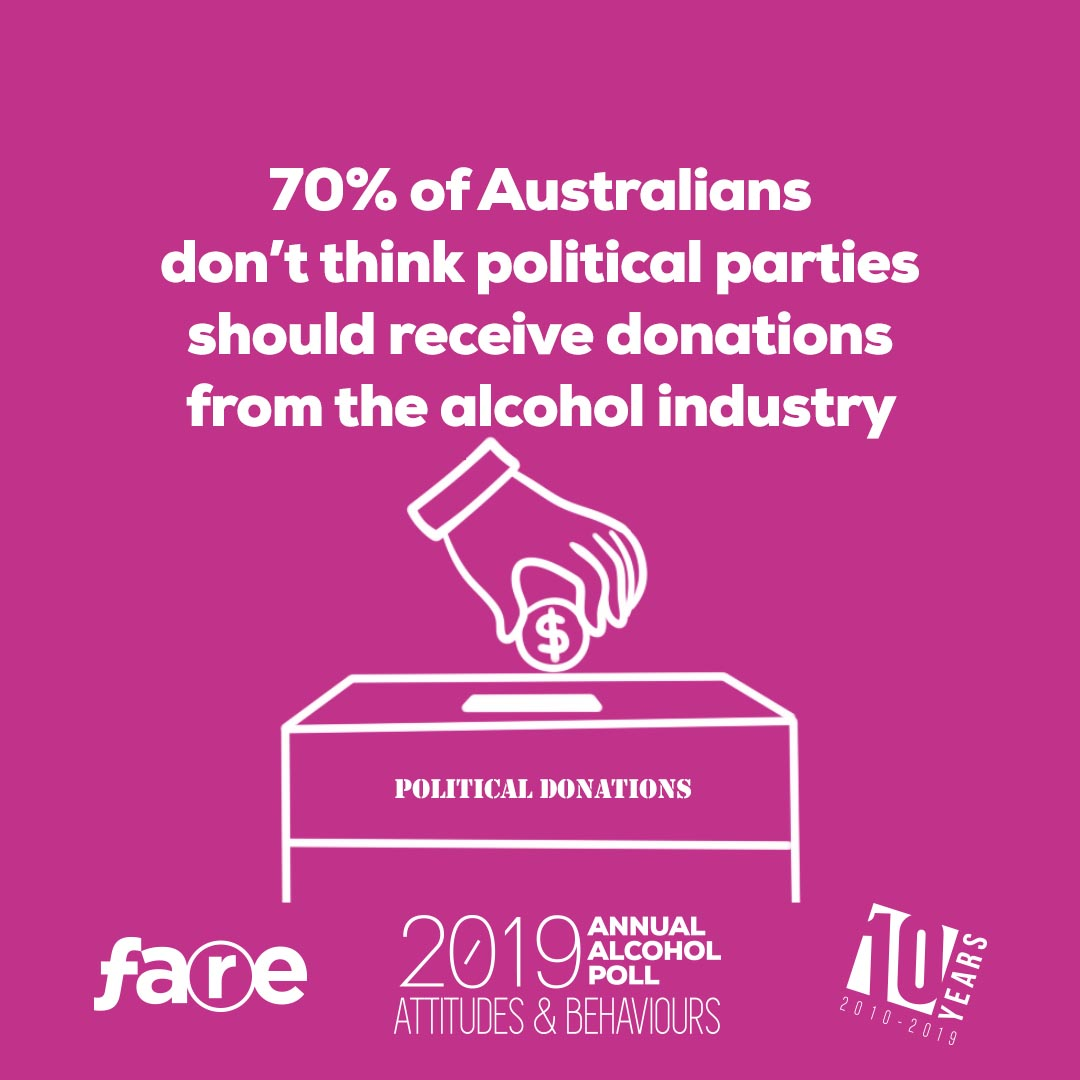 70% of Australians
don’t think political parties
should receive donations
from the alcohol industry
$
POLITICAL DONATIONS
fare
2019 ANNUAL
ALCOHOL
POLL
ATTITUDES & BEHAVIOURS
10 YEARS
2010-2019